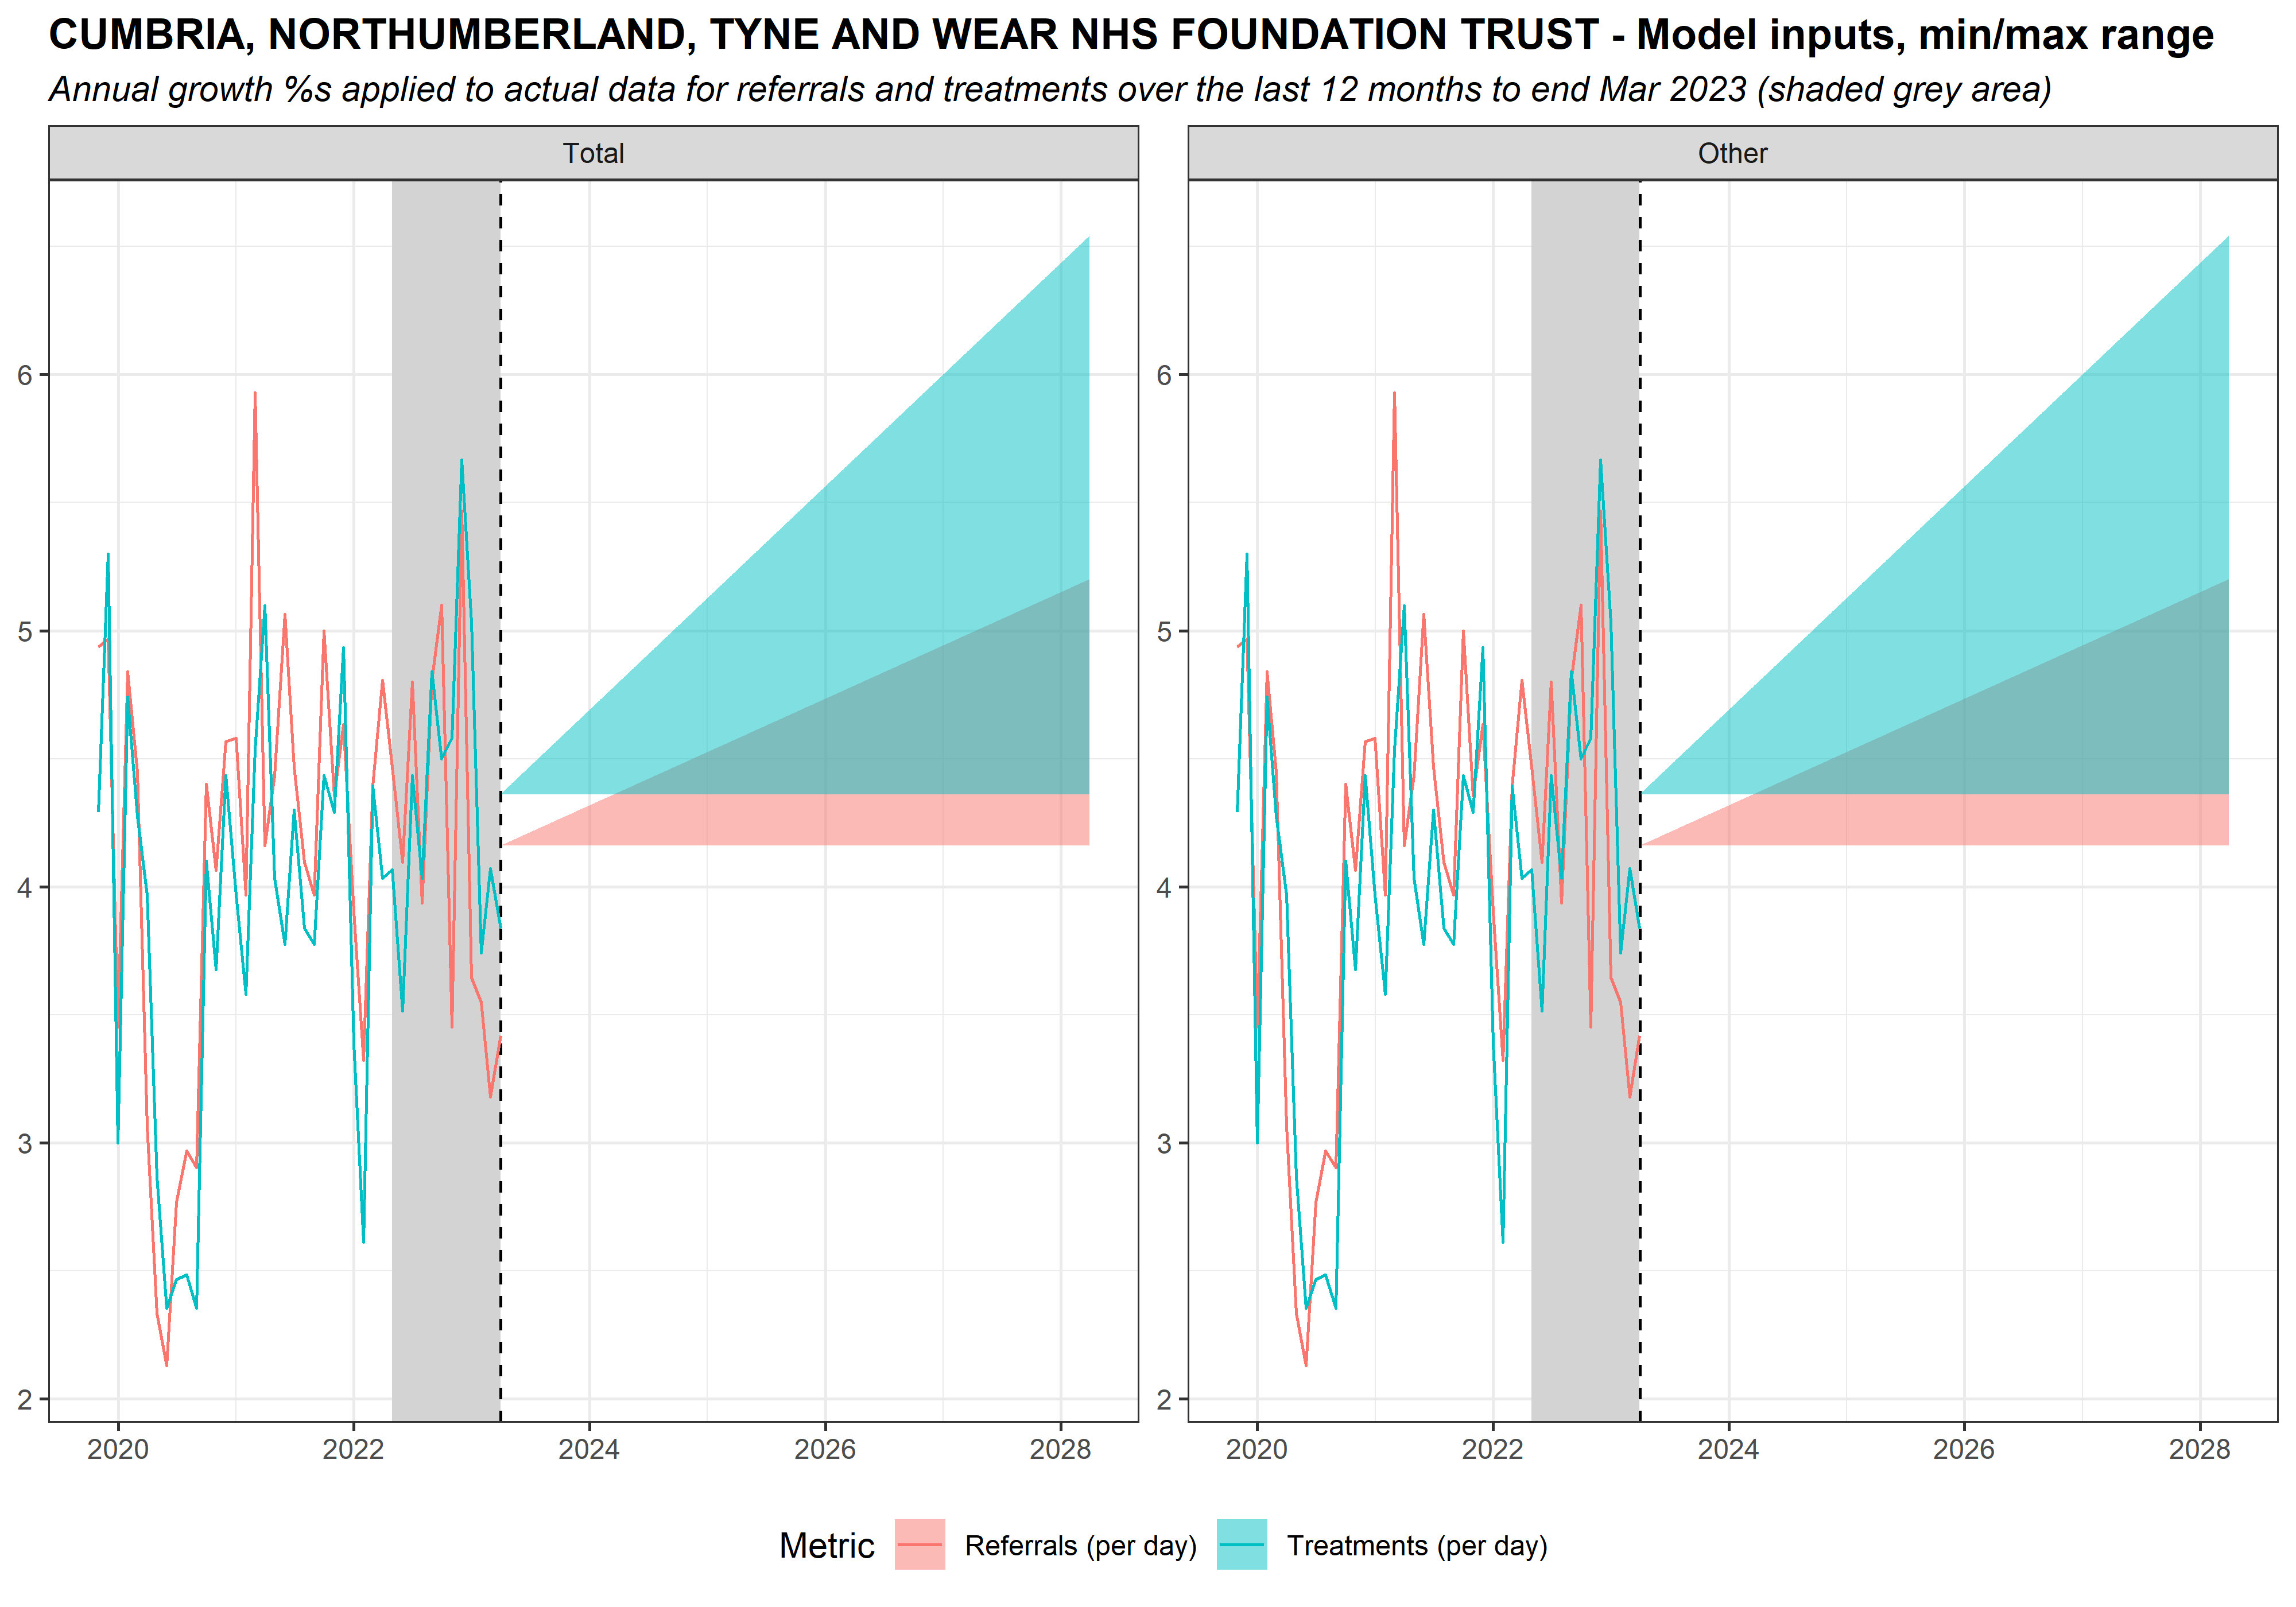 CUMBRIA, NORTHUMBERLAND, TYNE AND WEAR NHS FOUNDATION TRUST - Model inputs, min/max range
Annual growth %s applied to actual data for referrals and treatments over the last 12 months to end Mar 2023 (shaded grey area)
Total
Other
6
5
4
3
2
6
5
4
3
2
2020
2022
2024
2026
2028
2020
2022
2024
2026
2028
Metric
Referrals (per day)
Treatments (per day)